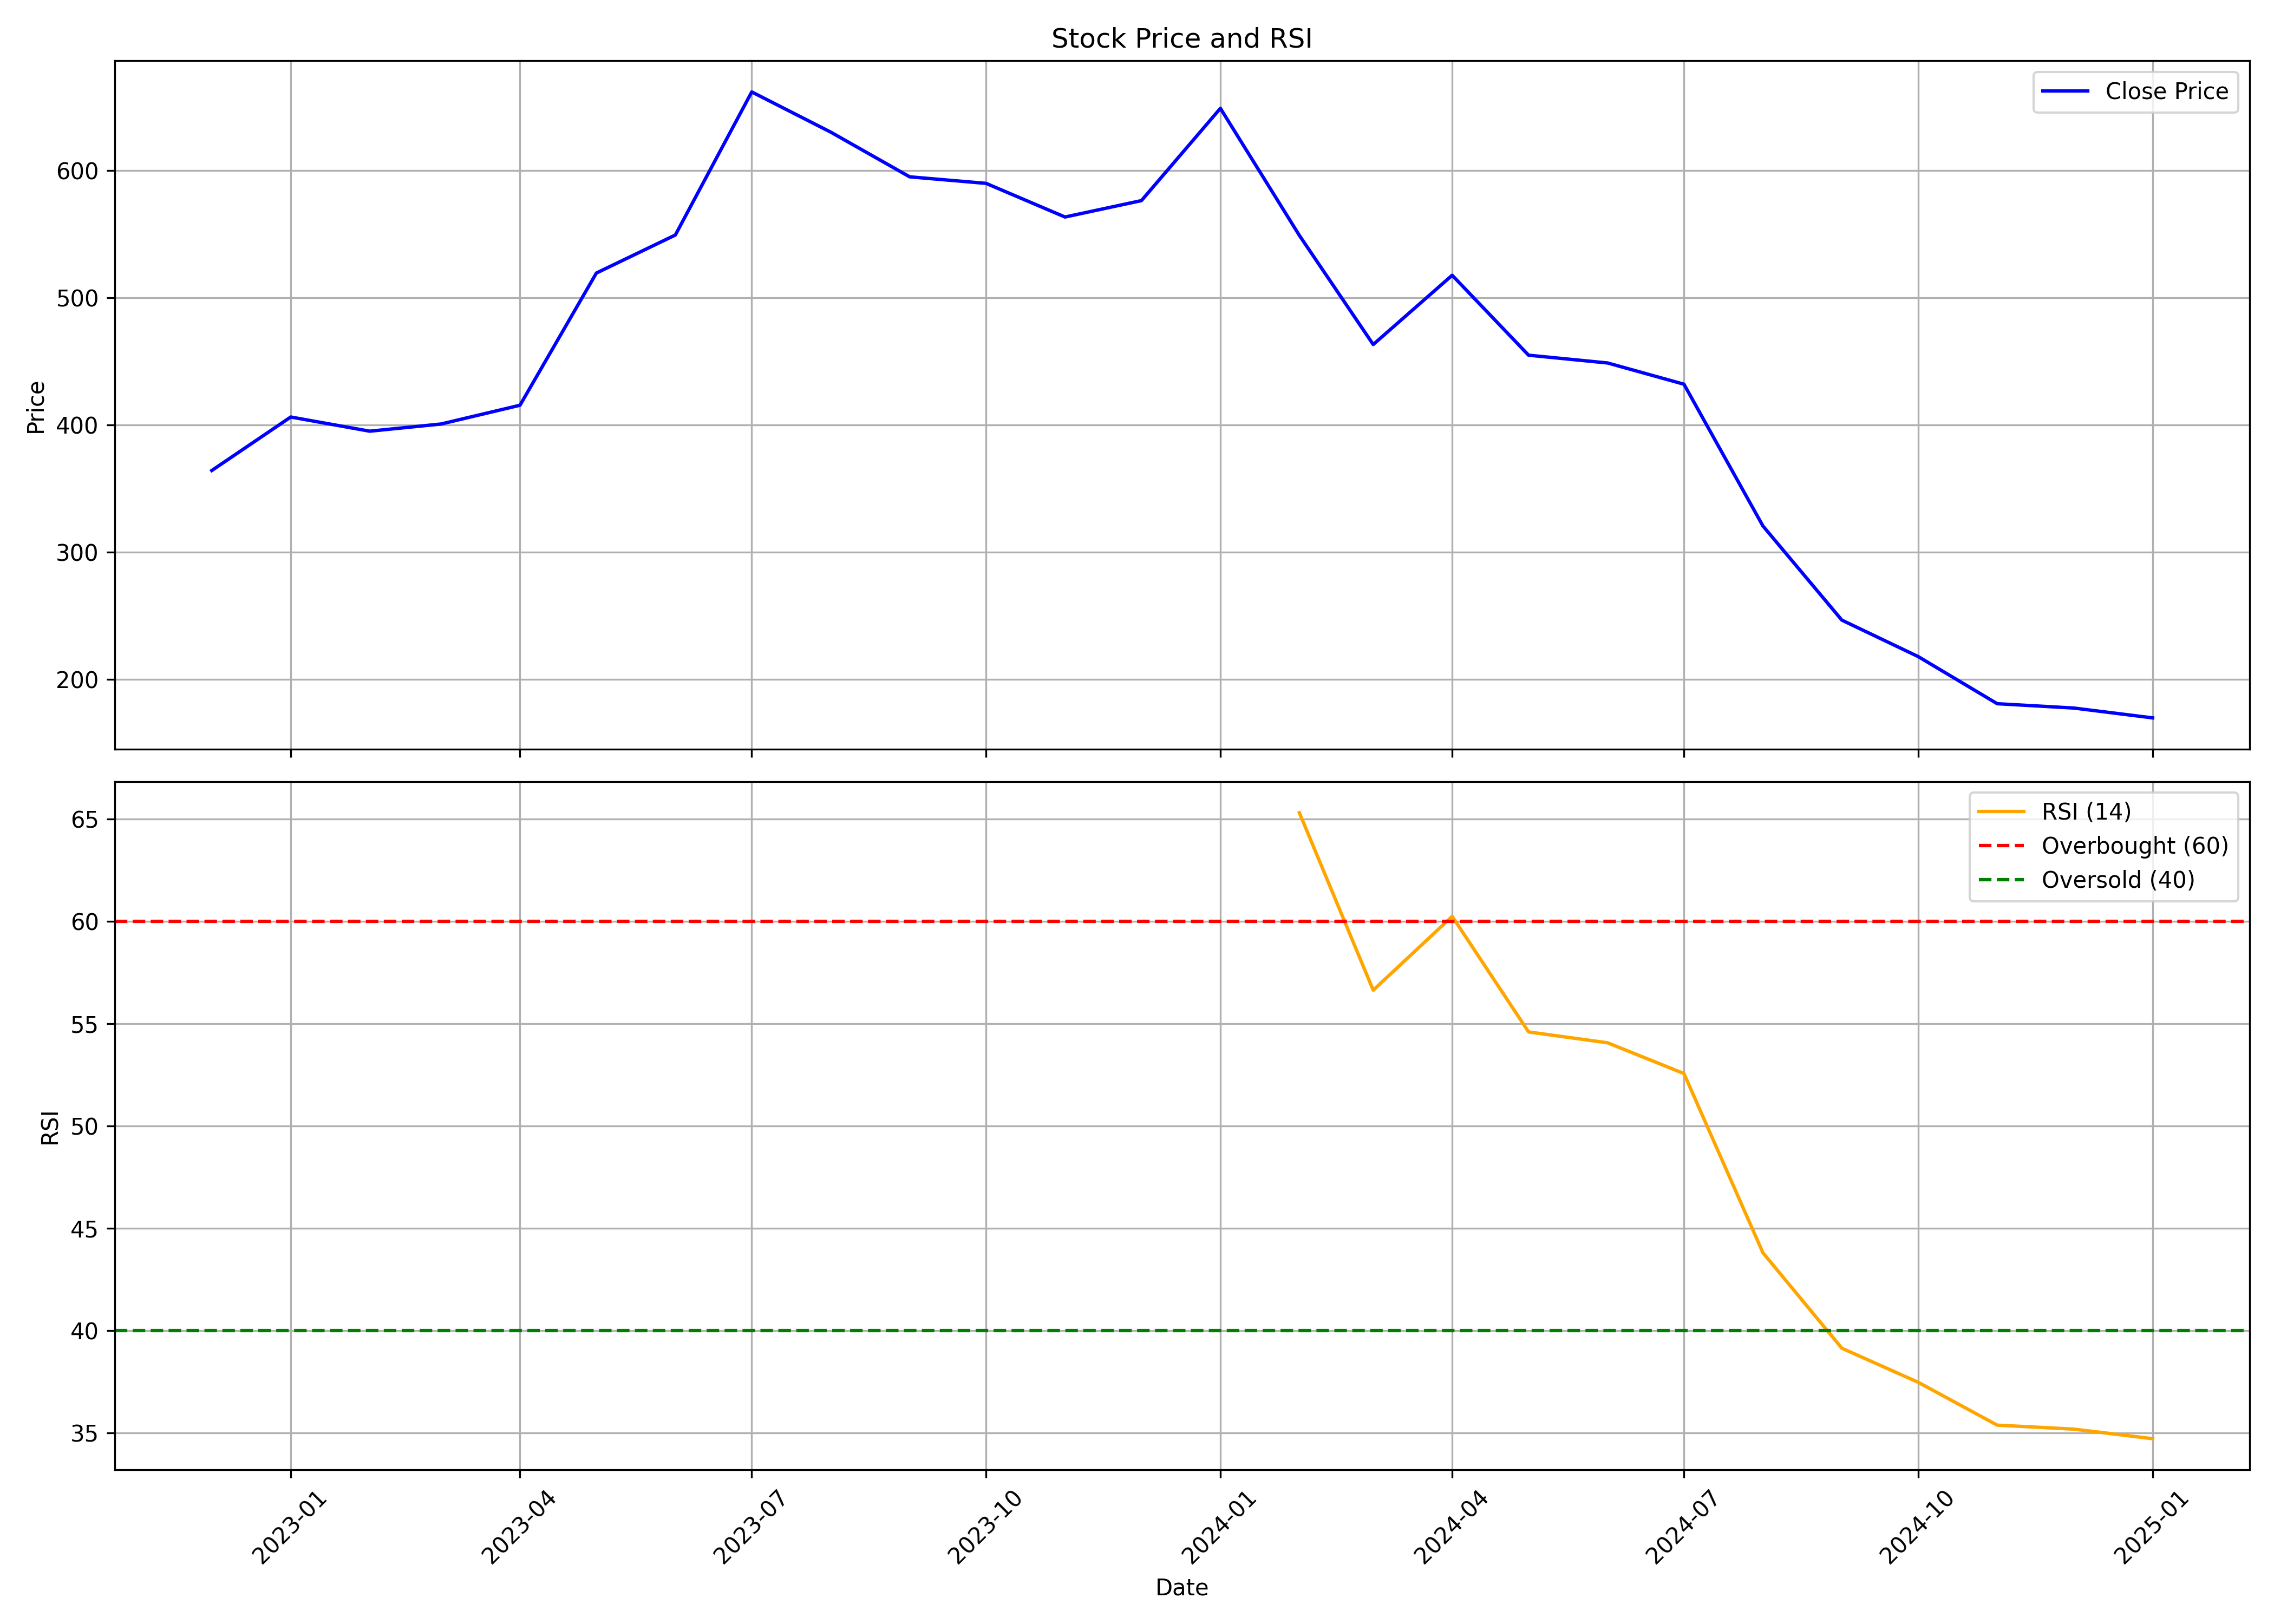 Stock Price and RSI
Close Price
Price
600
500
400
300
200
RSI (14)
Overbought (60)
Oversold (40)
RSI
65
60
55
50
45
40
35
2023-01
2023-04
2023-07
2023-10
2024-01
2024-04
2024-07
2024-10
2025-01
Date